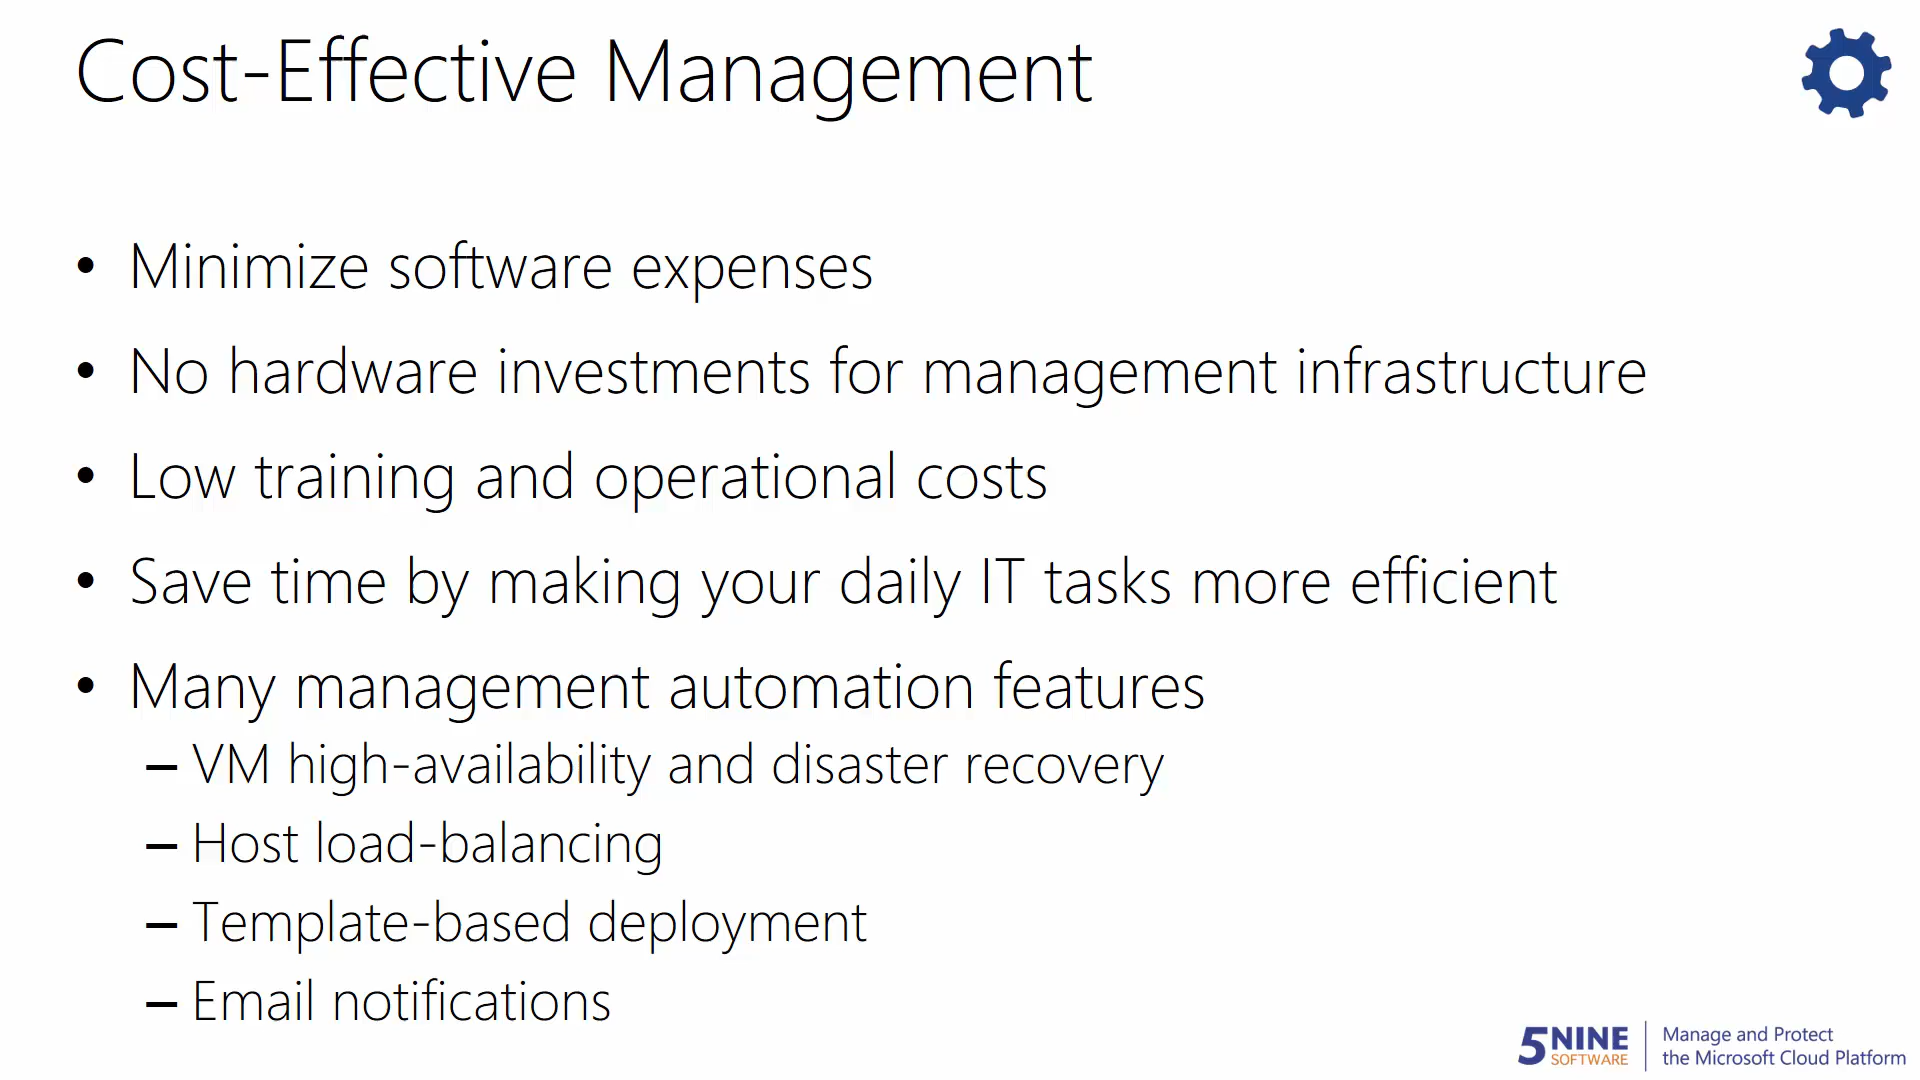 Cost-Effective Management
• Minimize software expenses
• No hardware investments for management infrastructure
• Low training and operational costs
• Save time by making your daily IT tasks more efficient
• Many management automation features
– VM high-availability and disaster recovery
– Host load-balancing
– Template-based deployment
– Email notifications
5NINE SOFTWARE
Manage and Protect
the Microsoft Cloud Platform